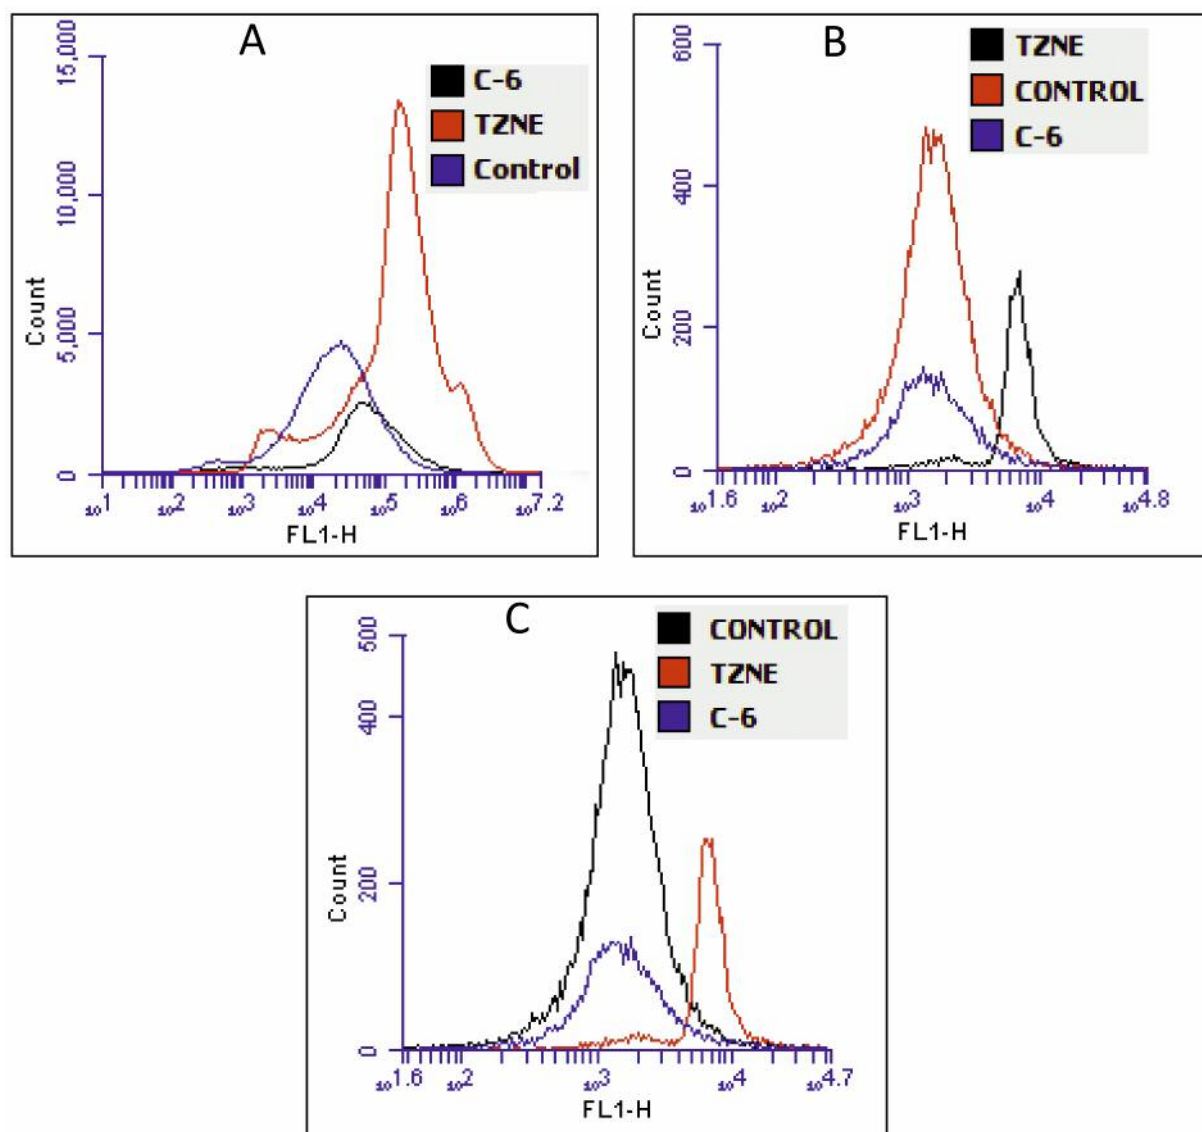 A
C-6
TZNE
Control
15,000
10,000
5,000
0
Count
10^1 10^2 10^3 10^4 10^5 10^6 10^7.2
FL1-H
B
TZNE
CONTROL
C-6
600
400
200
0
Count
10^1.6 10^2 10^3 10^4 10^4.8
FL1-H
C
CONTROL
TZNE
C-6
500
400
200
0
Count
10^1.6 10^2 10^3 10^4 10^4.7
FL1-H